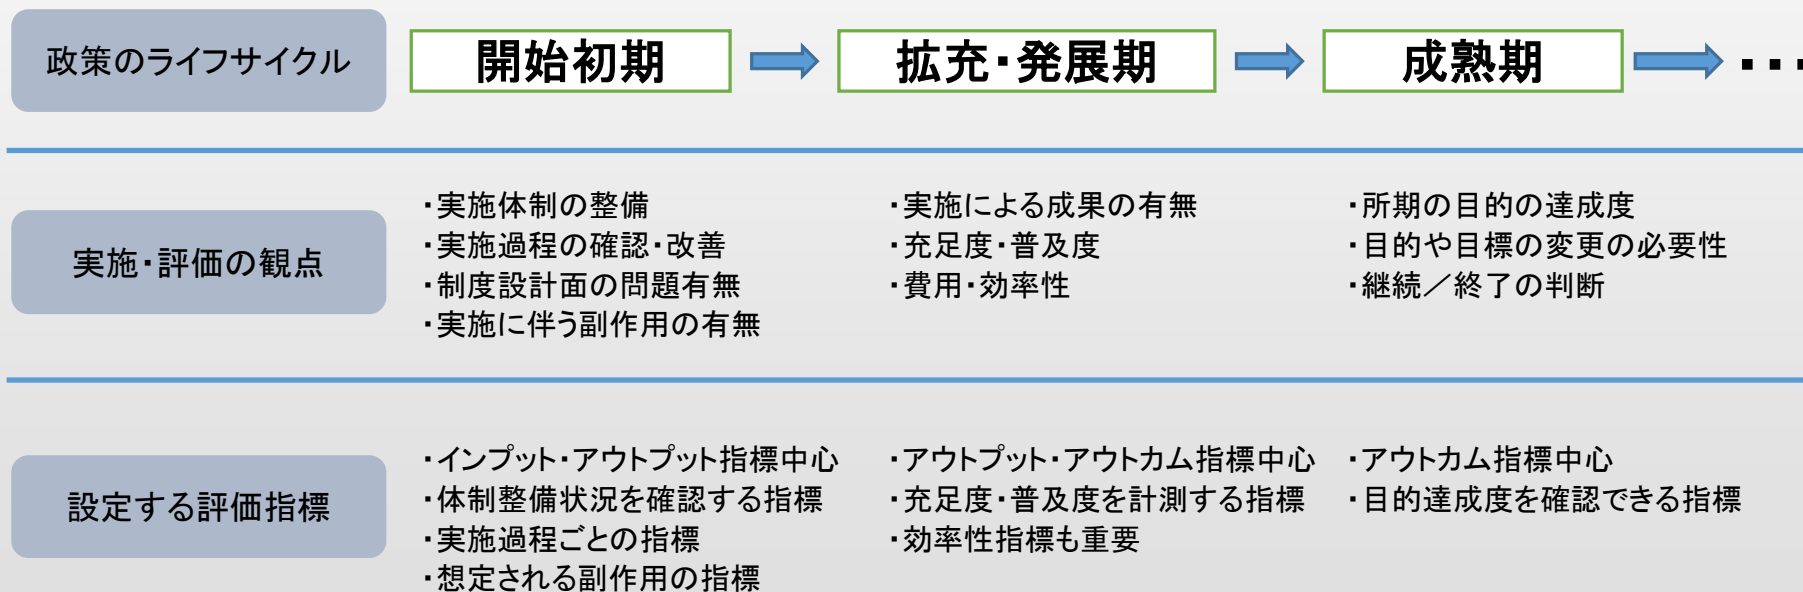 政策のライフサイクル
開始初期
拡充・発展期
成熟期
・・・
実施・評価の観点
・実施体制の整備
・実施過程の確認・改善
・制度設計面の問題有無
・実施に伴う副作用の有無
・実施による成果の有無
・充足度・普及度
・費用・効率性
・所期の目的の達成度
・目的や目標の変更の必要性
・継続／終了の判断
設定する評価指標
・インプット・アウトプット指標中心
・体制整備状況を確認する指標
・実施過程ごとの指標
・想定される副作用の指標
・アウトプット・アウトカム指標中心
・充足度・普及度を計測する指標
・効率性指標も重要
・アウトカム指標中心
・目的達成度を確認できる指標